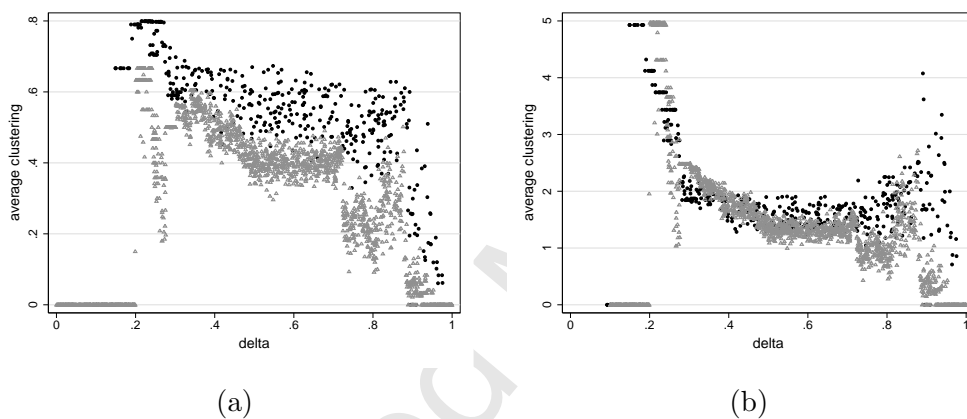 .8
.6
.4
.2
0
average clustering
0 .2 .4 .6 .8 1
delta
(a)
5
4
3
2
1
0
average clustering
0 .2 .4 .6 .8 1
delta
(b)